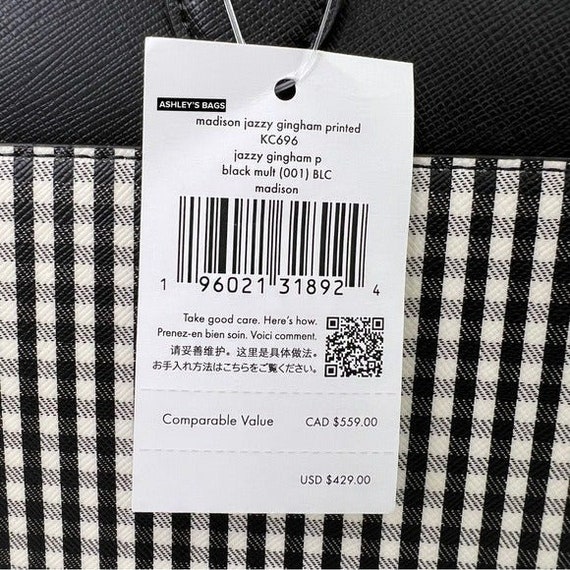 ASHLEY'S BAGS
madison jazzy gingham printed
KC696
jazzy gingham p
black mult (001) BLC
madison
1 96021 31892 4
Take good care. Here's how.
Prenez-en bien soin. Voici comment.
请妥善维护。这里是具体做法。
お手入れ方法はこちらをご覧ください。
Comparable Value CAD $559.00
USD $429.00